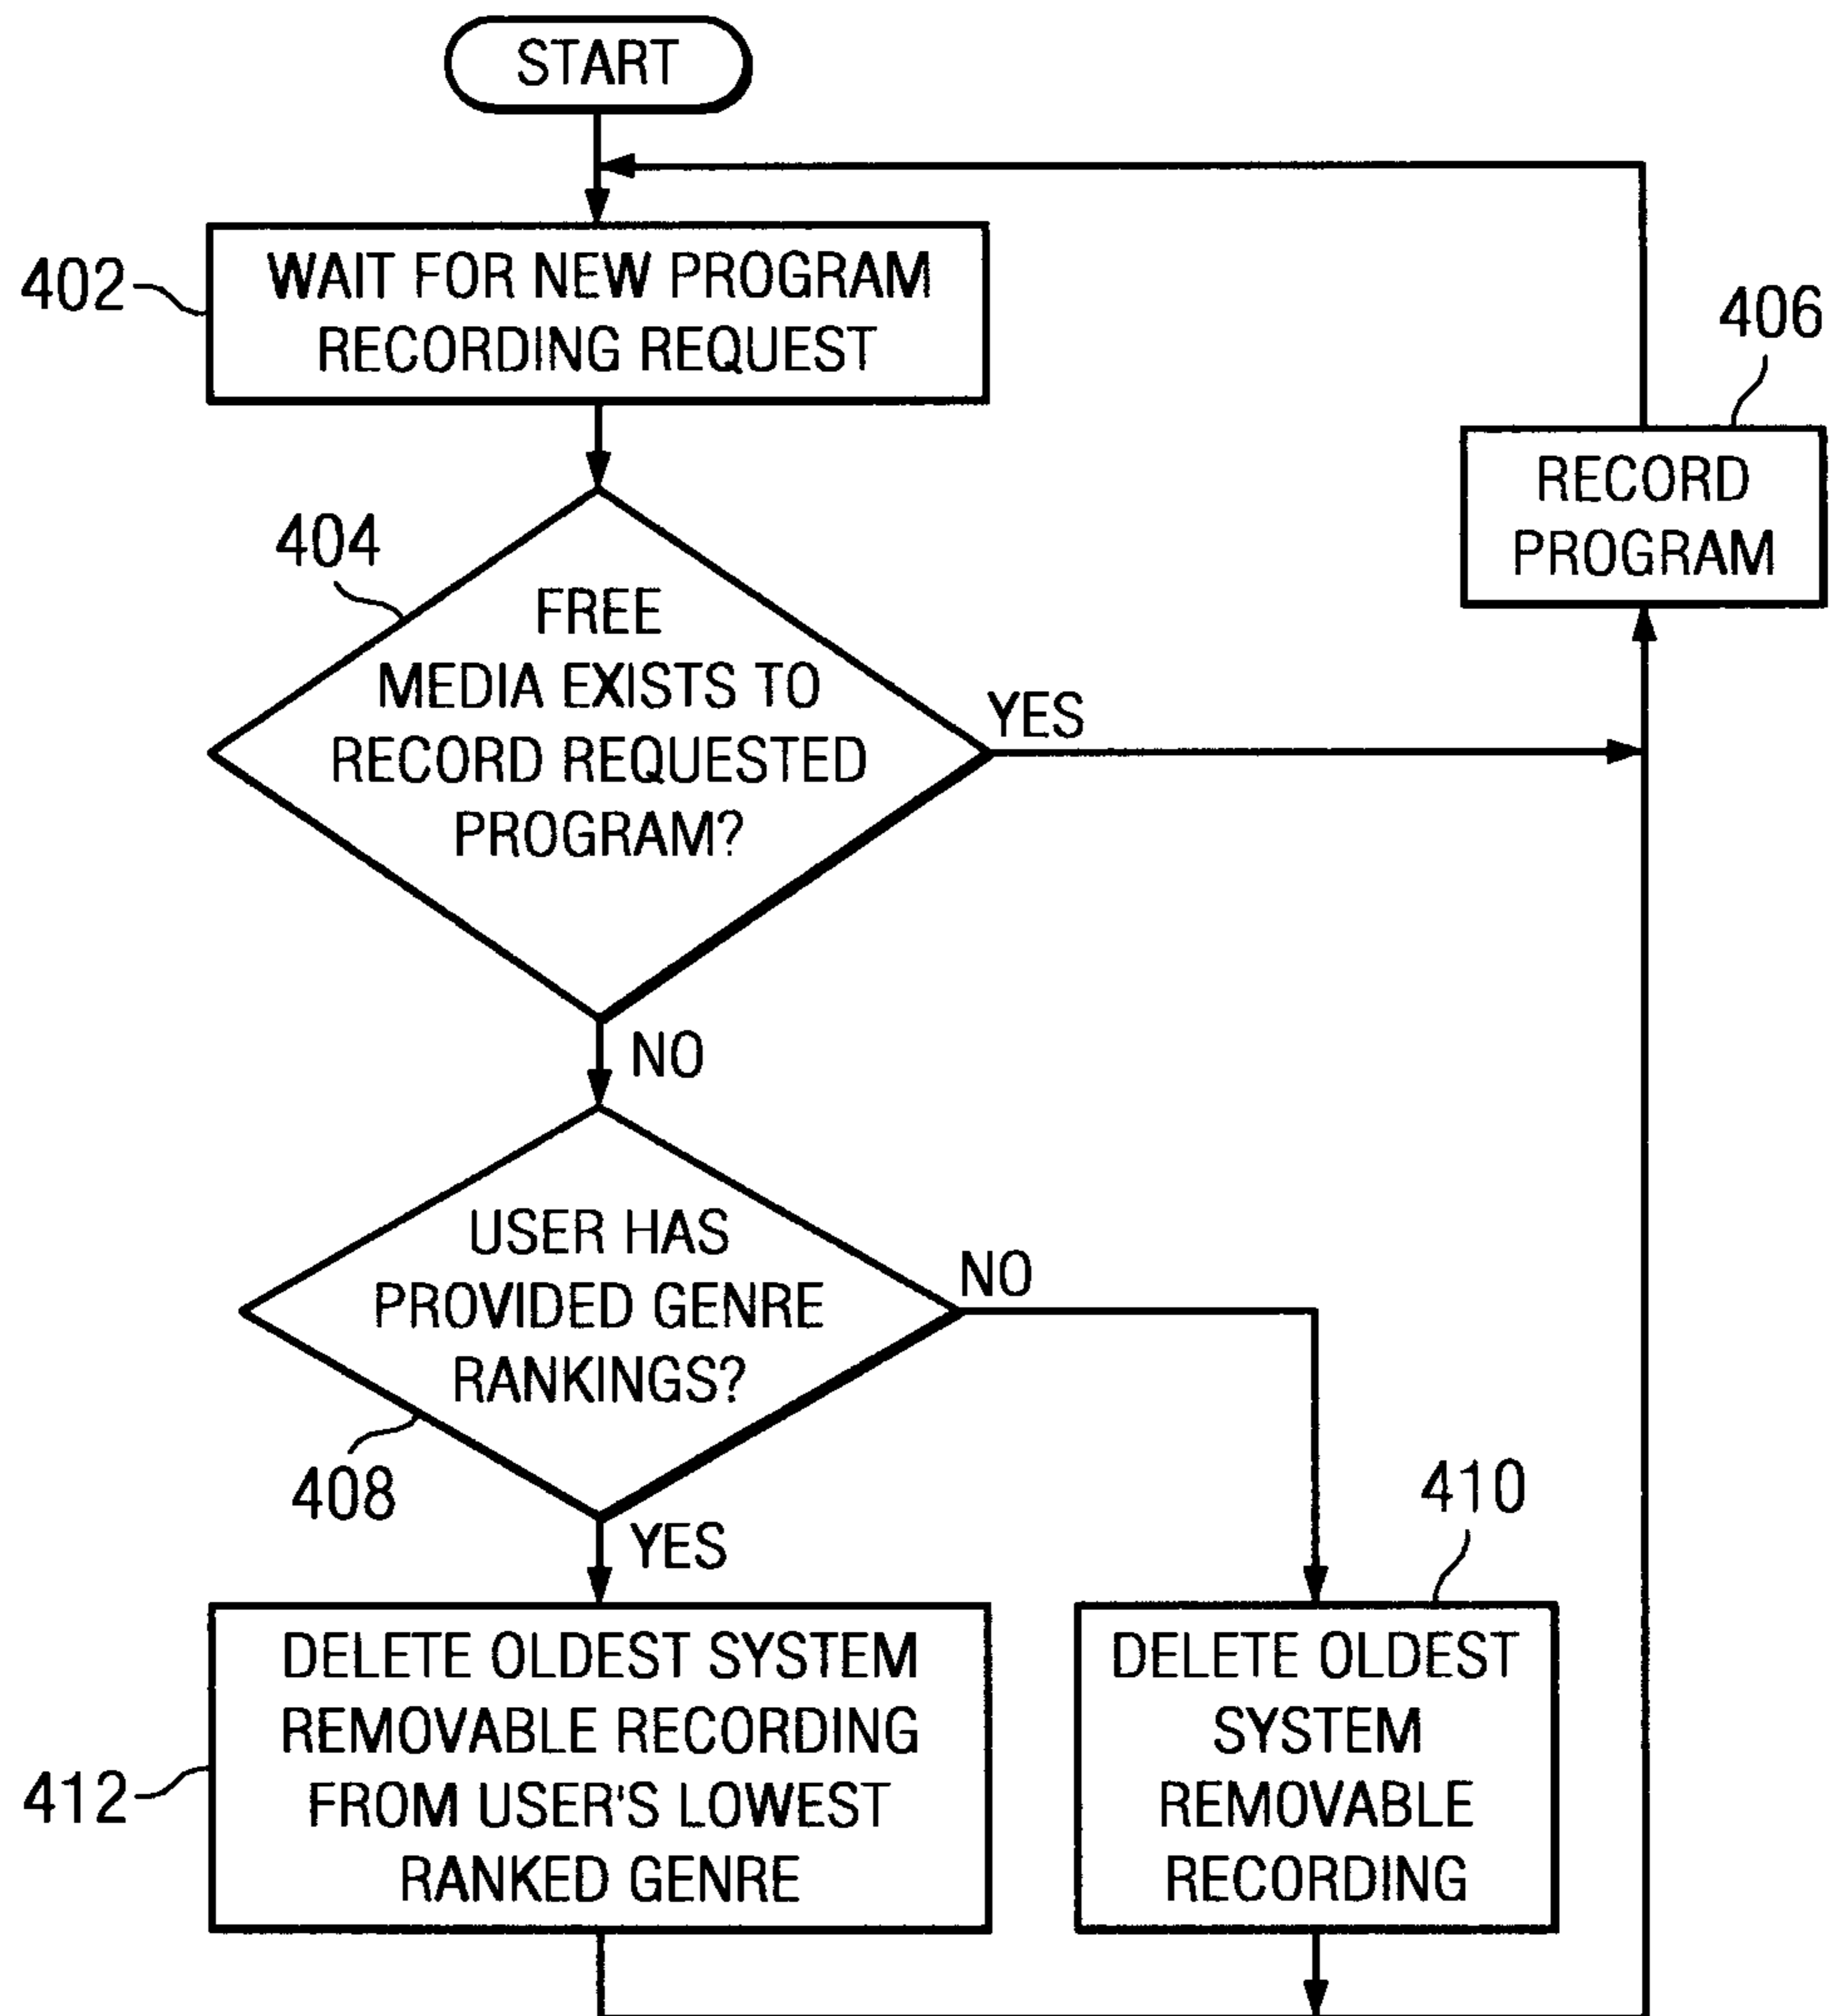 START
402
WAIT FOR NEW PROGRAM
RECORDING REQUEST
406
RECORD
PROGRAM
404
FREE
MEDIA EXISTS TO
RECORD REQUESTED
PROGRAM?
YES
NO
USER HAS
PROVIDED GENRE
RANKINGS?
NO
408
YES
410
412
DELETE OLDEST SYSTEM
REMOVABLE RECORDING
FROM USER'S LOWEST
RANKED GENRE
DELETE OLDEST
SYSTEM
REMOVABLE
RECORDING